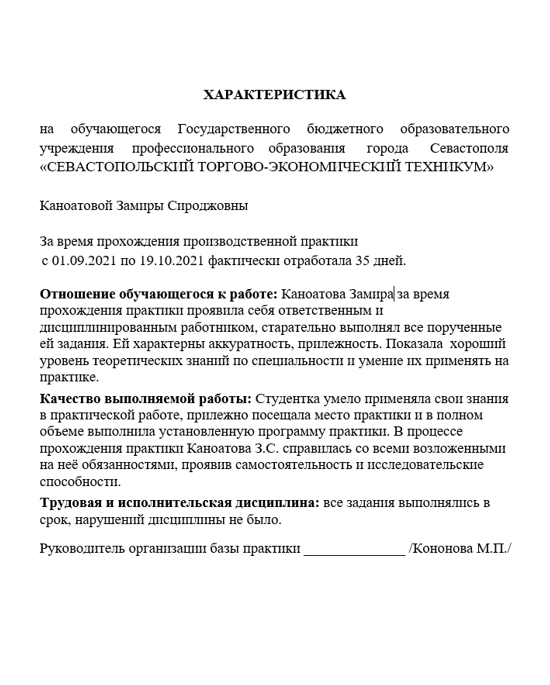 ХАРАКТЕРИСТИКА
на обучающегося Государственного бюджетного образовательного
учреждения профессионального образования города Севастополя
«СЕВАСТОПОЛЬСКИЙ ТОРГОВО-ЭКОНОМИЧЕСКИЙ ТЕХНИКУМ»
Каноатовой Замиры Сироджовны
За время прохождения производственной практики
с 01.09.2021 по 19.10.2021 фактически отработала 35 дней.
Отношение обучающегося к работе: Каноатова Замира за время
прохождения практики проявила себя ответственным и
дисциплинированным работником, старательно выполнял все порученные
ей задания. Ей характерны аккуратность, прилежность. Показала хороший
уровень теоретических знаний по специальности и умение их применять на
практике.
Качество выполняемой работы: Студентка умело применяла свои знания
в практической работе, прилежно посещала место практики и в полном
объеме выполнила установленную программу практики. В процессе
прохождения практики Каноатова З.С. справилась со всеми возложенными
на неё обязанностями, проявив самостоятельность и исследовательские
способности.
Трудовая и исполнительская дисциплина: все задания выполнялись в
срок, нарушений дисциплины не было.
Руководитель организации базы практики _______________ /Кононова М.П./